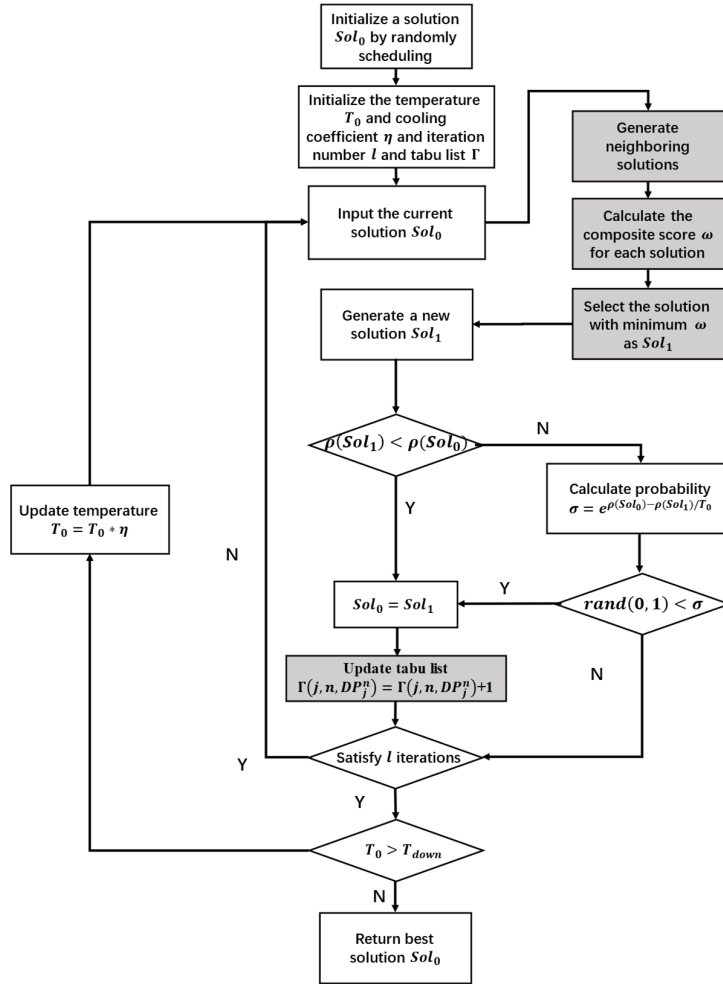 Initialize a solution
Sol₀ by randomly
scheduling
Initialize the temperature
T₀ and cooling
coefficient η and iteration
number l and tabu list Γ
Generate
neighboring
solutions
Input the current
solution Sol₀
Calculate the
composite score ω
for each solution
Generate a new
solution Sol₁
Select the solution
with minimum ω
as Sol₁
ρ(Sol₁) < ρ(Sol₀)
N
Y
Calculate probability
σ = e^{ρ(Sol₀)−ρ(Sol₁)/T₀}
Update temperature
T₀ = T₀ * η
N
Sol₀ = Sol₁
Y
rand(0, 1) < σ
N
Update tabu list
Γ(j, n, DP_j^n) = Γ(j, n, DP_j^n)+1
Satisfy l iterations
Y
Y
T₀ > T_{down}
N
Return best
solution Sol₀